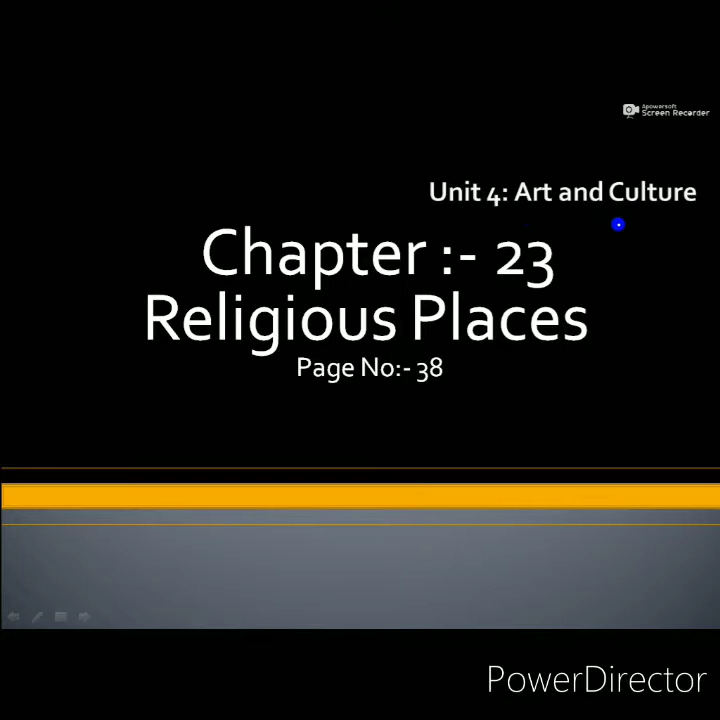 Apowersoft
Screen Recorder
Unit 4: Art and Culture
Chapter :- 23
Religious Places
Page No:- 38
PowerDirector